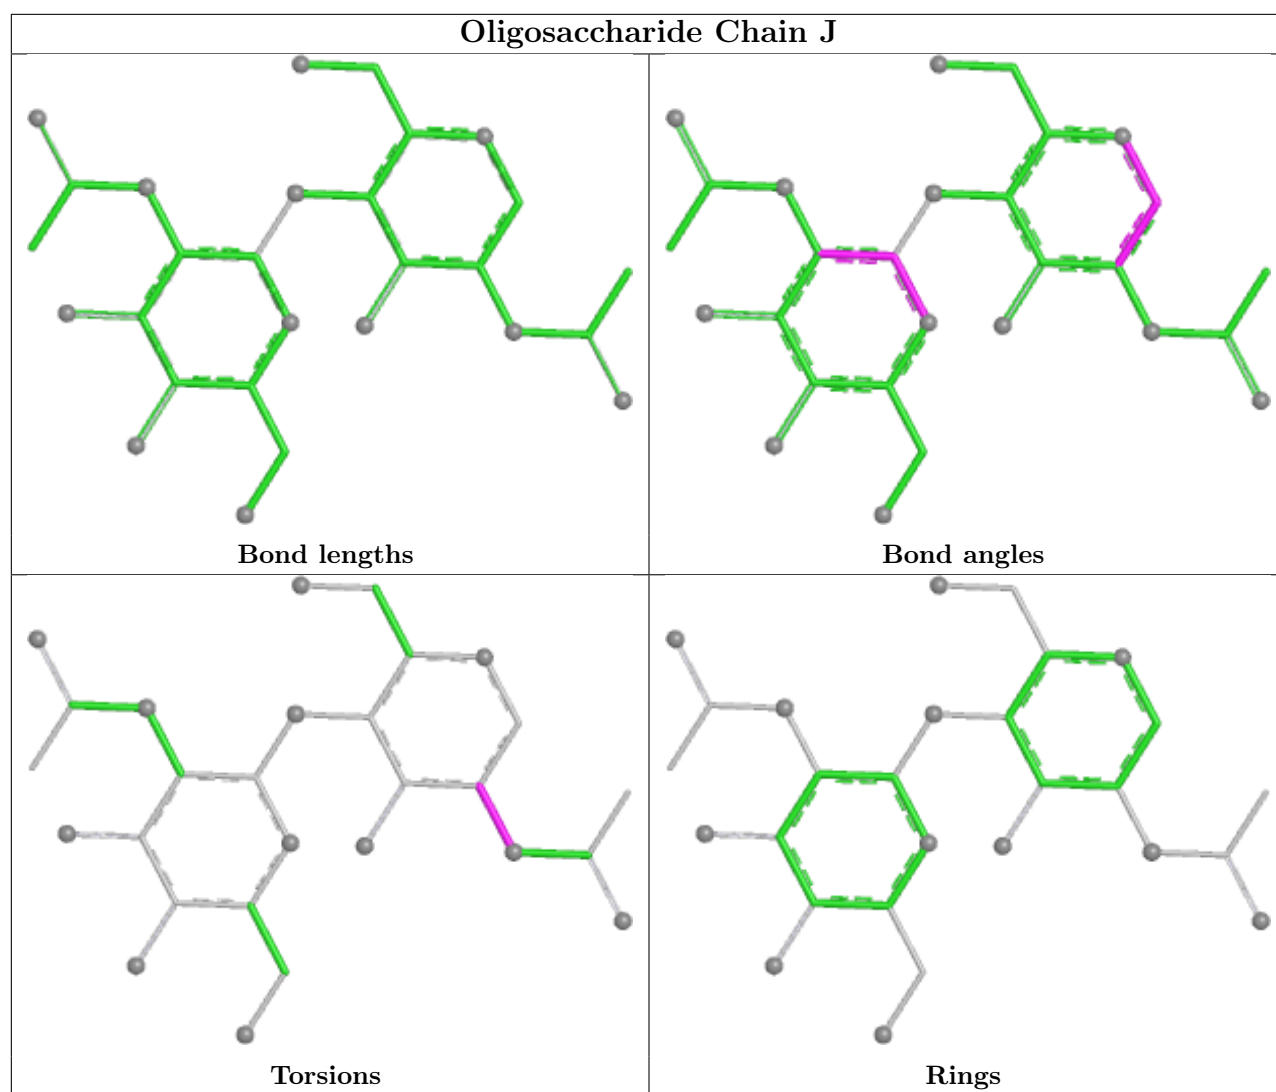 Oligosaccharide Chain J
Bond lengths
Bond angles
Torsions
Rings